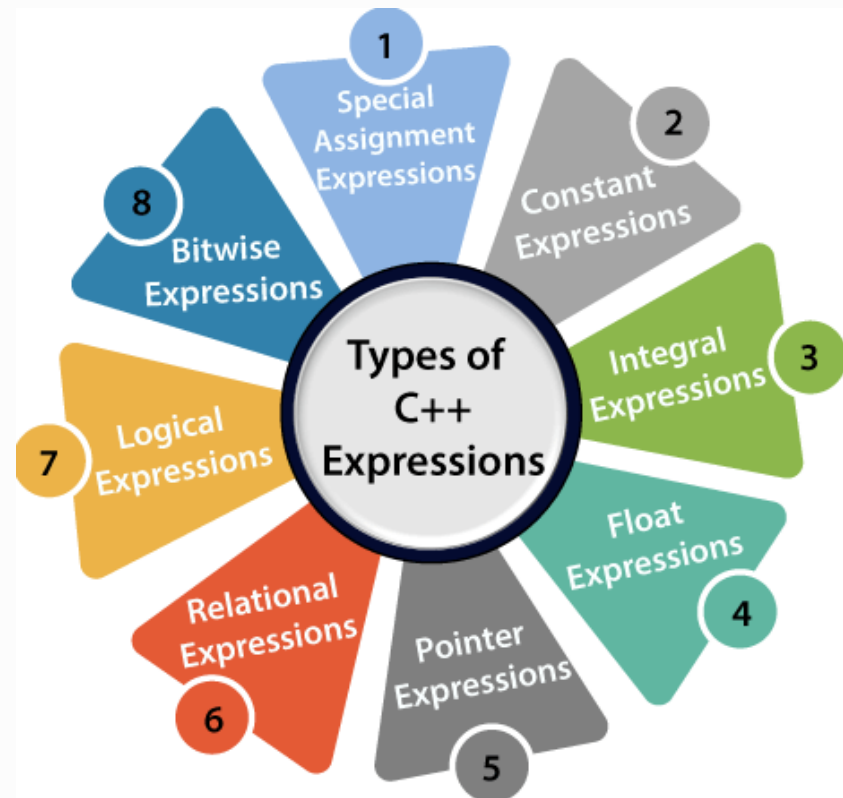 Types of
C++
Expressions
1
Special
Assignment
Expressions
2
Constant
Expressions
3
Integral
Expressions
4
Float
Expressions
5
Pointer
Expressions
6
Relational
Expressions
7
Logical
Expressions
8
Bitwise
Expressions